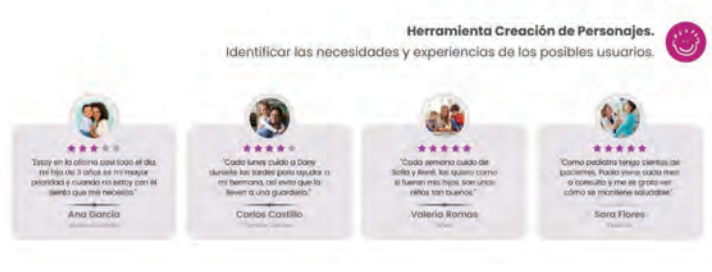 Herramienta Creación de Personajes.
Identificar las necesidades y experiencias de los posibles usuarios.
"Estoy en la oficina casi todo el día,
mi hijo de 3 años es mi mayor
prioridad y cuando no estoy con él
siento que me necesita."
Ana García
"Cada lunes cuido a Dany
durante las tardes para ayudar a
mi hermana, así evito que la
lleven a una guardería."
Carlos Castillo
"Cada semana cuido de
Sofía y René, los quiero como
si fueran mis hijos. Son unos
niños tan buenos."
Valeria Romas
"Como pediatra tengo cientos de
pacientes, Paola viene cada mes
a consulta y me es grato ver
cómo se mantiene saludable."
Sara Flores